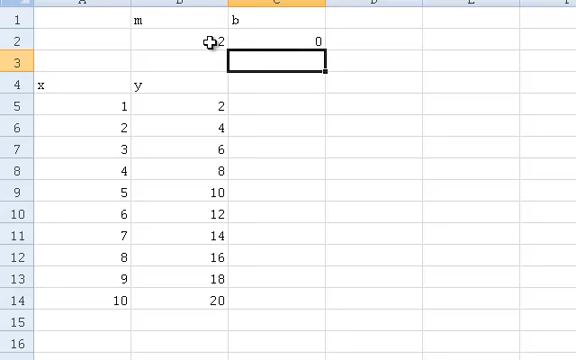 A B C D E F
1 m b
2 2 0
3
4 x y
5 1 2
6 2 4
7 3 6
8 4 8
9 5 10
10 6 12
11 7 14
12 8 16
13 9 18
14 10 20
15
16